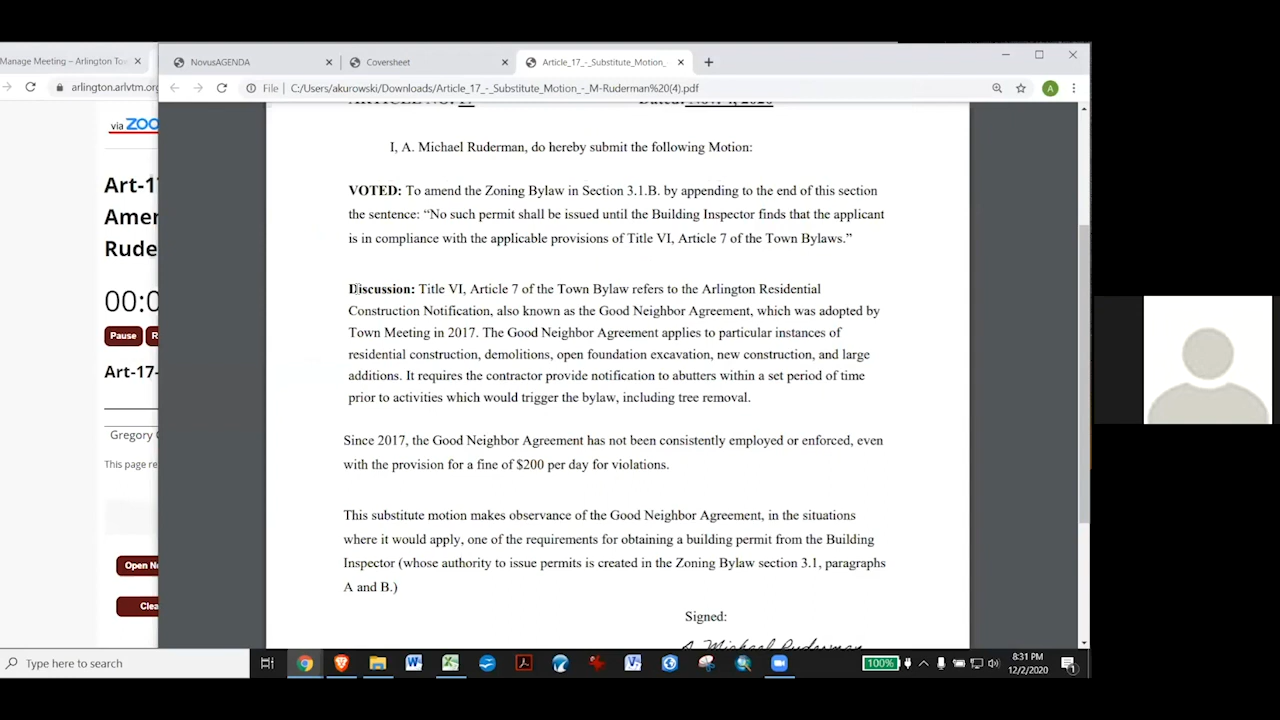 Manage Meeting – Arlington To
NovusAGENDA
Coversheet
Article_17_-_Substitute_Motion_
arlington.arlvtm.org
File | C:/Users/akurowski/Downloads/Article_17_-_Substitute_Motion_-_M-Ruderman%20(4).pdf
A
via ZOO
Art-1
Amer
Rude
00:0
Pause
R
Art-17-
Gregory
This page re
Open No
Clea
ARTICLE NO. 17
I, A. Michael Ruderman, do hereby submit the following Motion:
VOTED: To amend the Zoning Bylaw in Section 3.1.B. by appending to the end of this section
the sentence: “No such permit shall be issued until the Building Inspector finds that the applicant
is in compliance with the applicable provisions of Title VI, Article 7 of the Town Bylaws.”
Discussion: Title VI, Article 7 of the Town Bylaw refers to the Arlington Residential
Construction Notification, also known as the Good Neighbor Agreement, which was adopted by
Town Meeting in 2017. The Good Neighbor Agreement applies to particular instances of
residential construction, demolitions, open foundation excavation, new construction, and large
additions. It requires the contractor provide notification to abutters within a set period of time
prior to activities which would trigger the bylaw, including tree removal.
Since 2017, the Good Neighbor Agreement has not been consistently employed or enforced, even
with the provision for a fine of $200 per day for violations.
This substitute motion makes observance of the Good Neighbor Agreement, in the situations
where it would apply, one of the requirements for obtaining a building permit from the Building
Inspector (whose authority to issue permits is created in the Zoning Bylaw section 3.1, paragraphs
A and B.)
Signed:
A. Michael Ruderman
Type here to search
100%
8:31 PM
12/2/2020